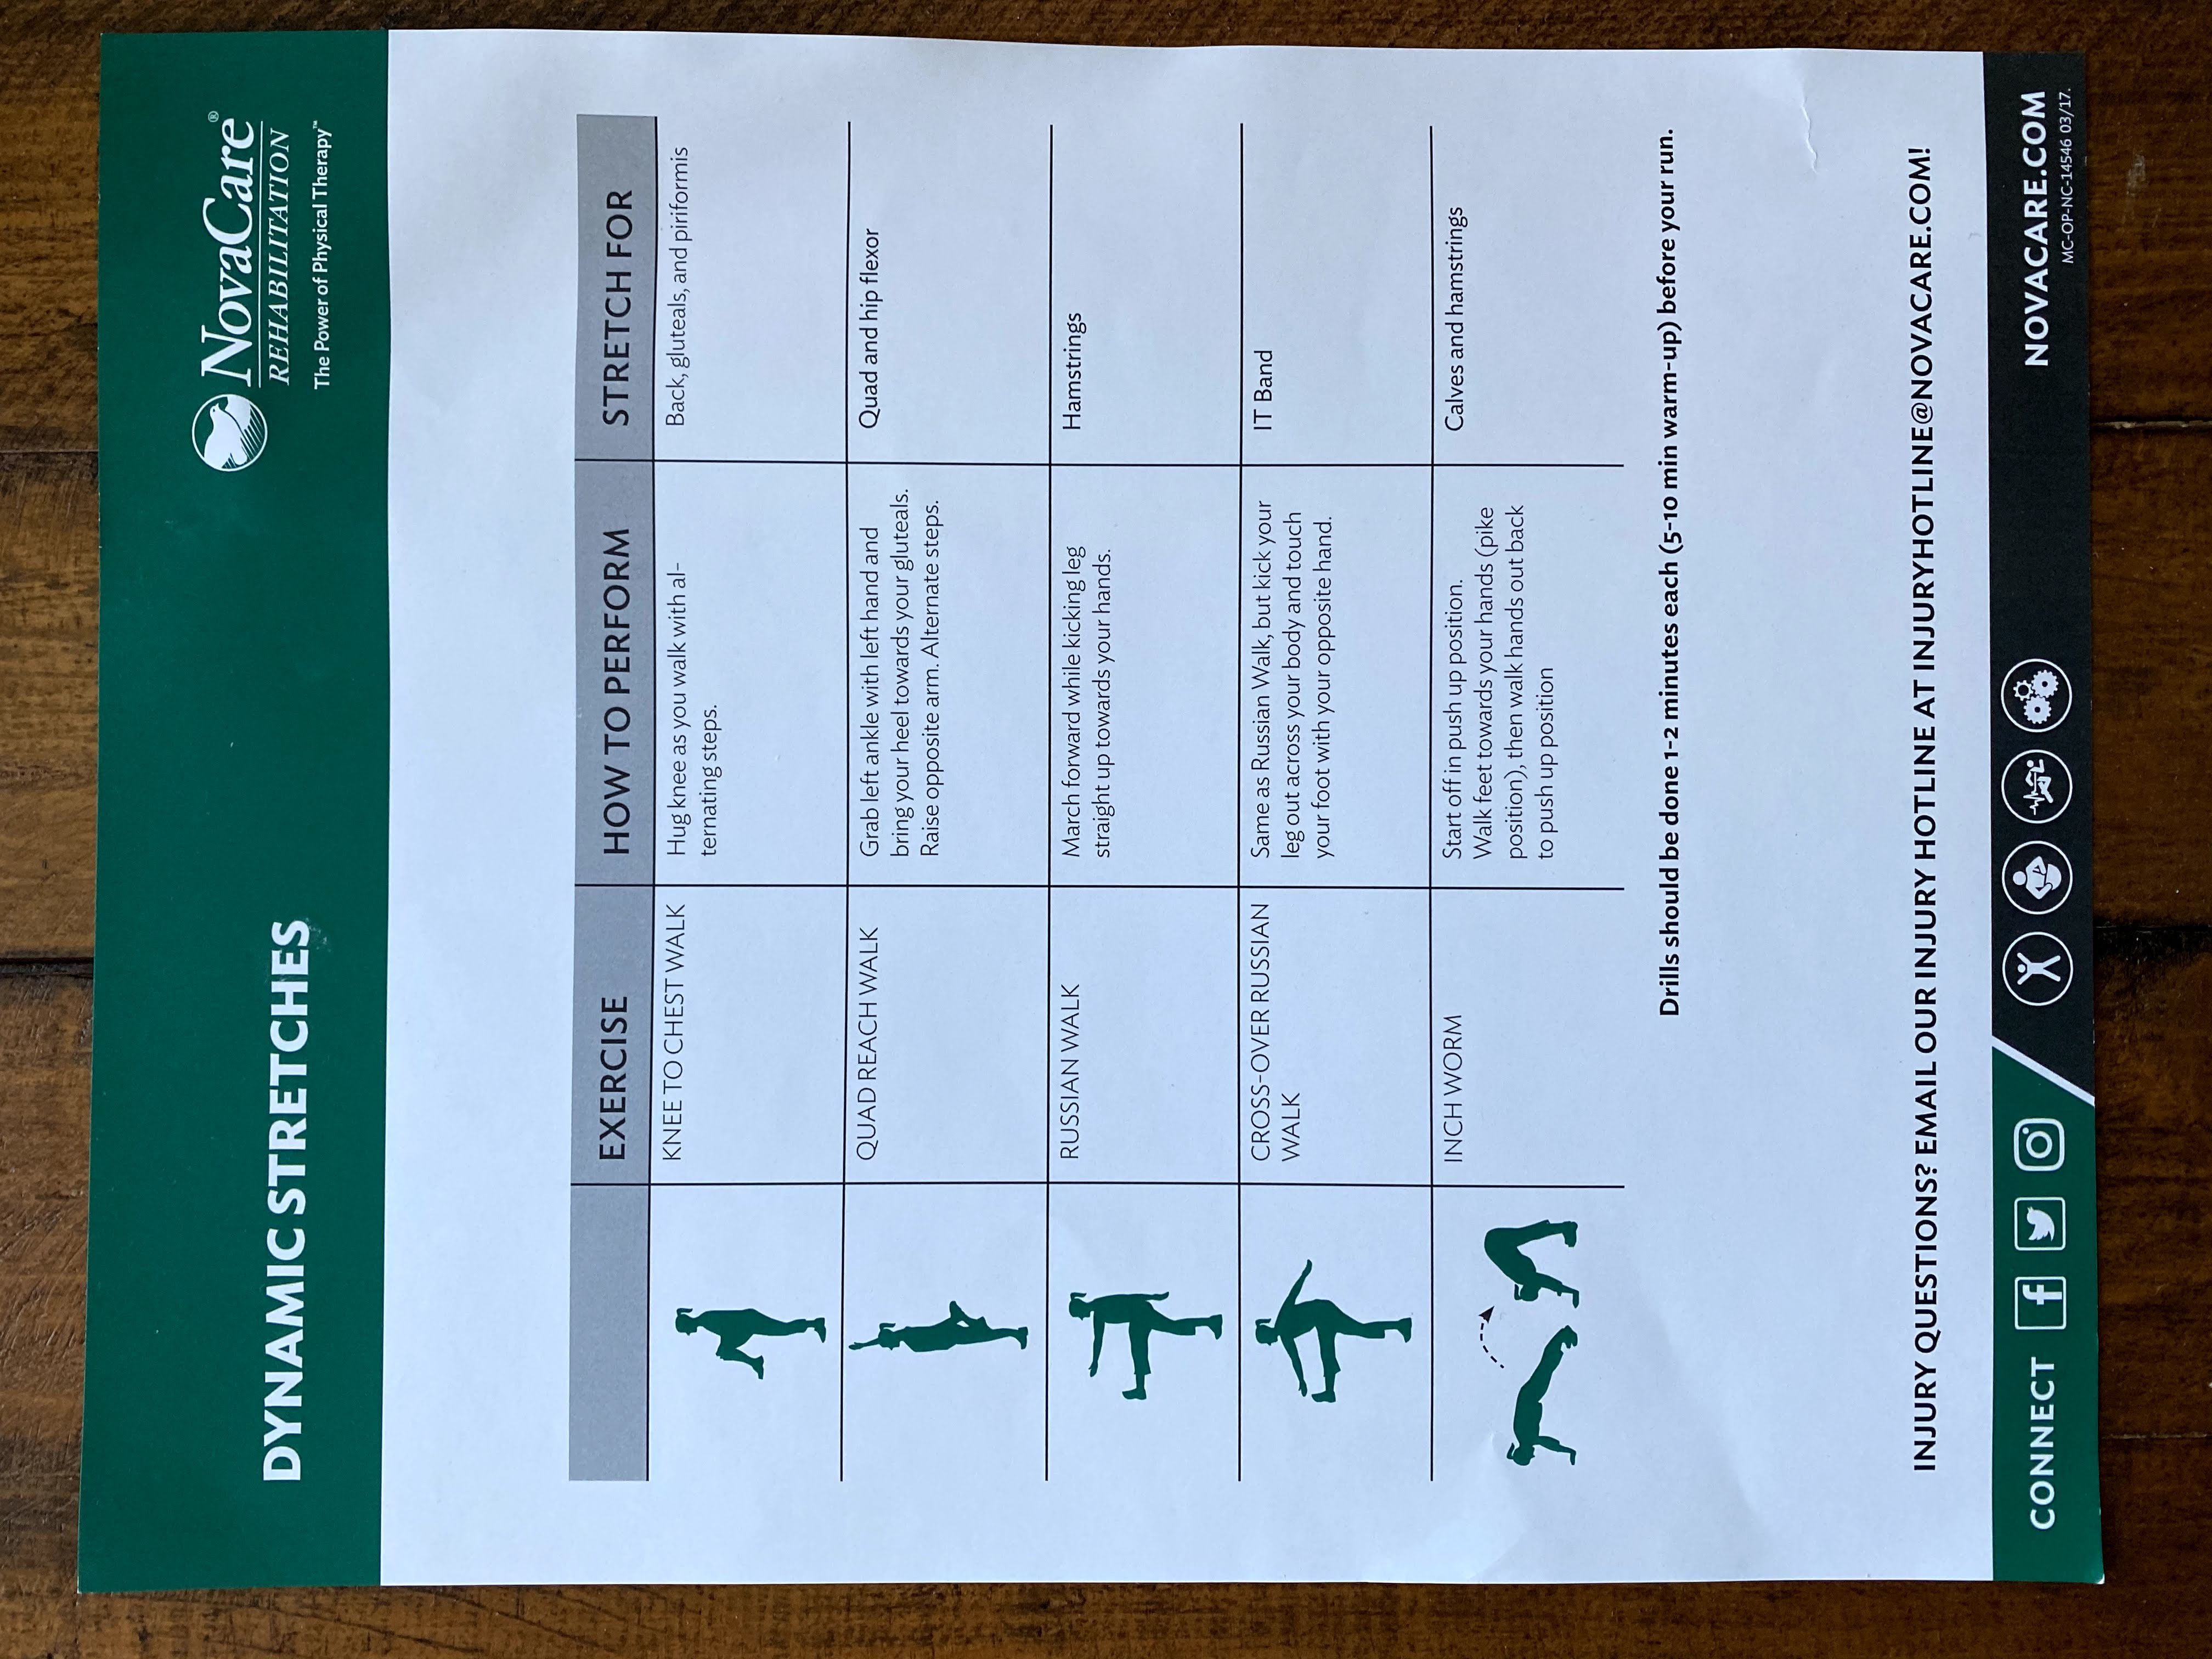 DYNAMIC STRETCHES
NovaCare®
REHABILITATION
The Power of Physical Therapy™
EXERCISE
HOW TO PERFORM
STRETCH FOR
KNEE TO CHEST WALK
Hug knee as you walk with al-
ternating steps.
Back, gluteals, and piriformis
QUAD REACH WALK
Grab left ankle with left hand and
bring your heel towards your gluteals.
Raise opposite arm. Alternate steps.
Quad and hip flexor
RUSSIAN WALK
March forward while kicking leg
straight up towards your hands.
Hamstrings
CROSS-OVER RUSSIAN
WALK
Same as Russian Walk, but kick your
leg out across your body and touch
your foot with your opposite hand.
IT Band
INCH WORM
Start off in push up position.
Walk feet towards your hands (pike
position), then walk hands out back
to push up position
Calves and hamstrings
Drills should be done 1-2 minutes each (5-10 min warm-up) before your run.
INJURY QUESTIONS? EMAIL OUR INJURY HOTLINE AT INJURYHOTLINE@NOVACARE.COM!
CONNECT
NOVACARE.COM
MC-OP-NC-14546 03/17.